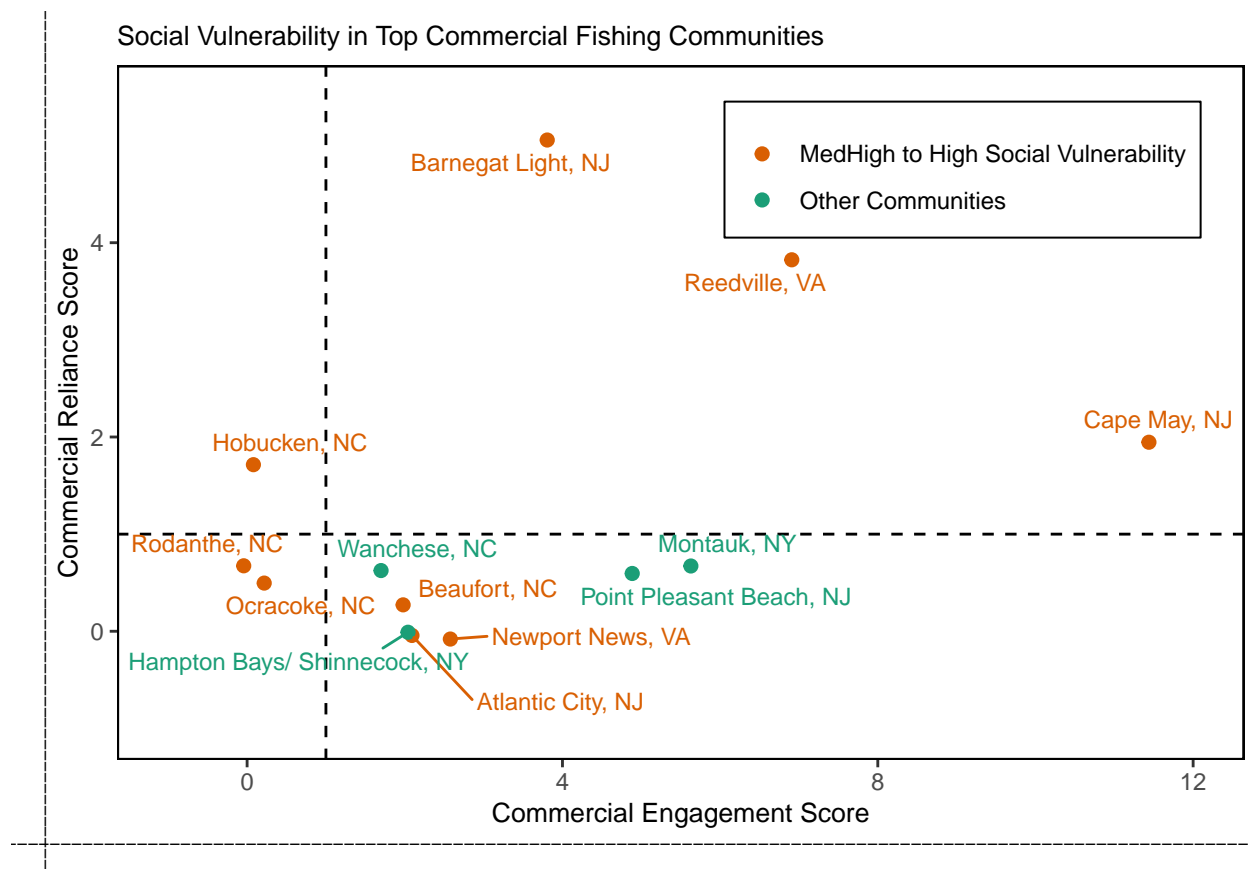 Social Vulnerability in Top Commercial Fishing Communities
MedHigh to High Social Vulnerability
Other Communities
Barnegat Light, NJ
Reedville, VA
Cape May, NJ
Hobucken, NC
Rodanthe, NC
Wanchese, NC
Montauk, NY
Ocracoke, NC
Beaufort, NC
Point Pleasant Beach, NJ
Newport News, VA
Hampton Bays/ Shinnecock, NY
Atlantic City, NJ
Commercial Reliance Score
4
2
0
0
4
8
12
Commercial Engagement Score